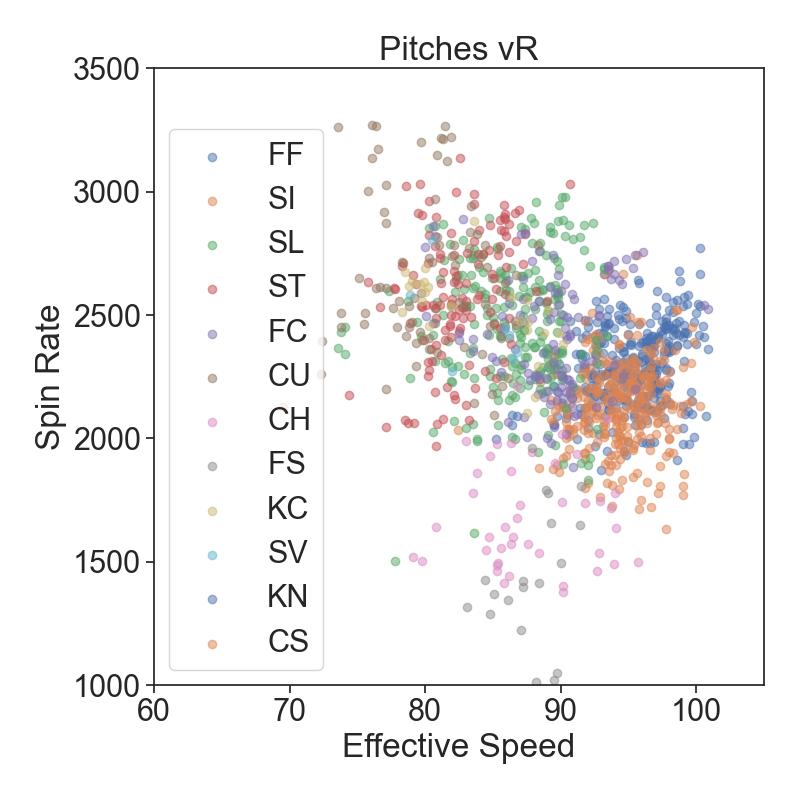 Pitches vR
3500
3000
2500
2000
1500
1000
Spin Rate
FF
SI
SL
ST
FC
CU
CH
FS
KC
SV
KN
CS
60 70 80 90 100
Effective Speed